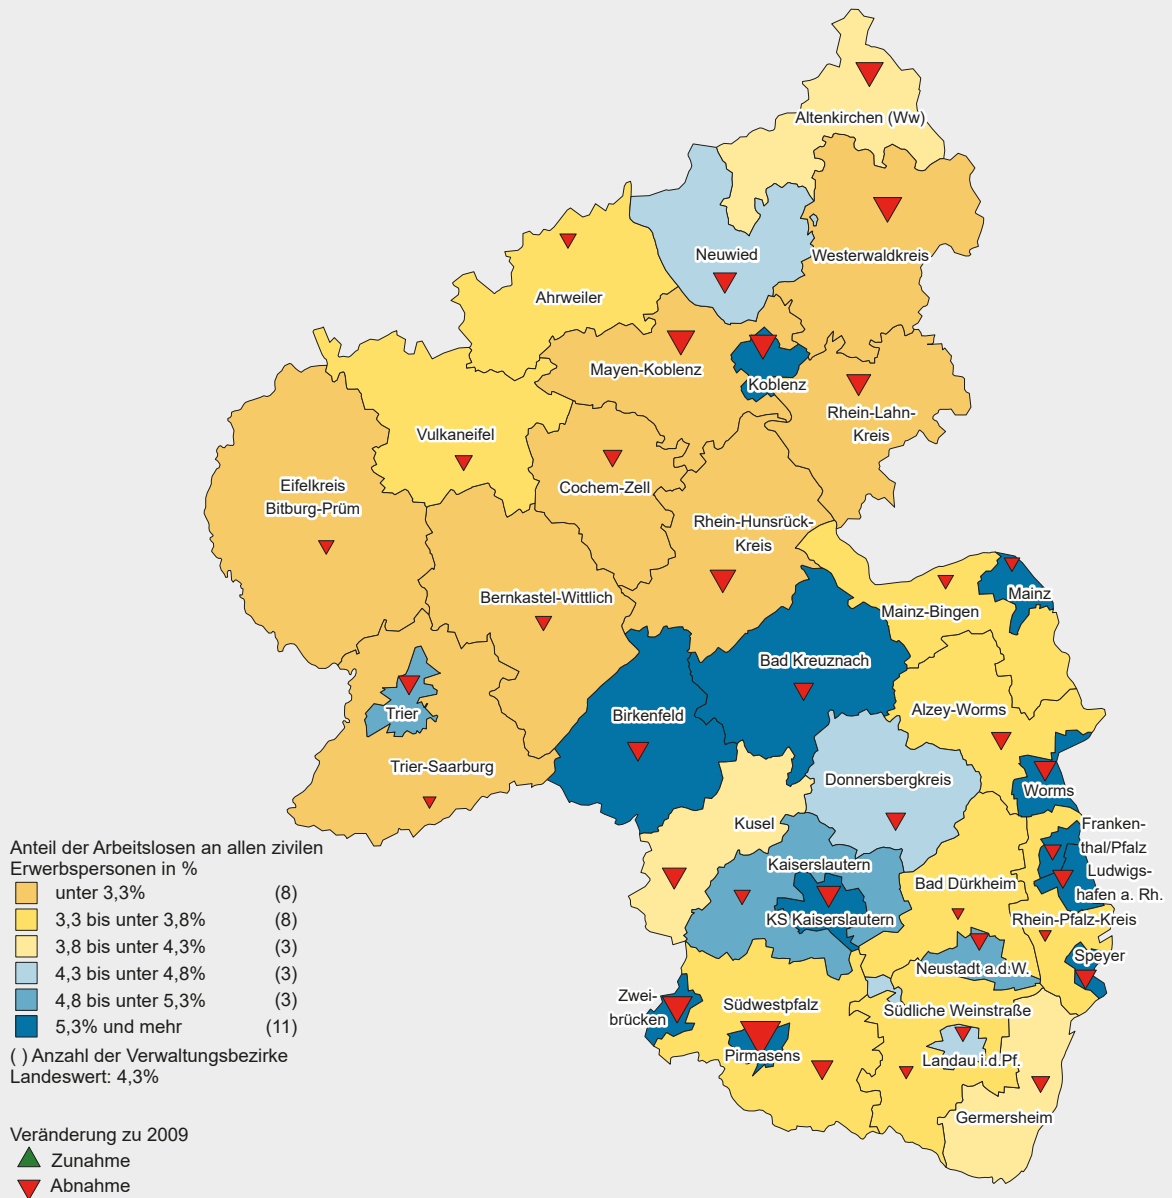 Altenkirchen (Ww)
Neuwied
Westerwaldkreis
Ahrweiler
Mayen-Koblenz
Koblenz
Rhein-Lahn-
Kreis
Vulkaneifel
Cochem-Zell
Eifelkreis
Bitburg-Prüm
Rhein-Hunsrück-
Kreis
Bernkastel-Wittlich
Mainz
Mainz-Bingen
Bad Kreuznach
Birkenfeld
Alzey-Worms
Trier
Trier-Saarburg
Donnersbergkreis
Worms
Kusel
Franken-
thal/Pfalz
Ludwigs-
hafen a. Rh.
Kaiserslautern
Bad Dürkheim
KS Kaiserslautern
Rhein-Pfalz-Kreis
Speyer
Neustadt a.d.W.
Zwei-
brücken
Südwestpfalz
Südliche Weinstraße
Pirmasens
Landau i.d.Pf.
Germersheim
Anteil der Arbeitslosen an allen zivilen
Erwerbspersonen in %
unter 3,3% (8)
3,3 bis unter 3,8% (8)
3,8 bis unter 4,3% (3)
4,3 bis unter 4,8% (3)
4,8 bis unter 5,3% (3)
5,3% und mehr (11)
( ) Anzahl der Verwaltungsbezirke
Landeswert: 4,3%
Veränderung zu 2009
Zunahme
Abnahme